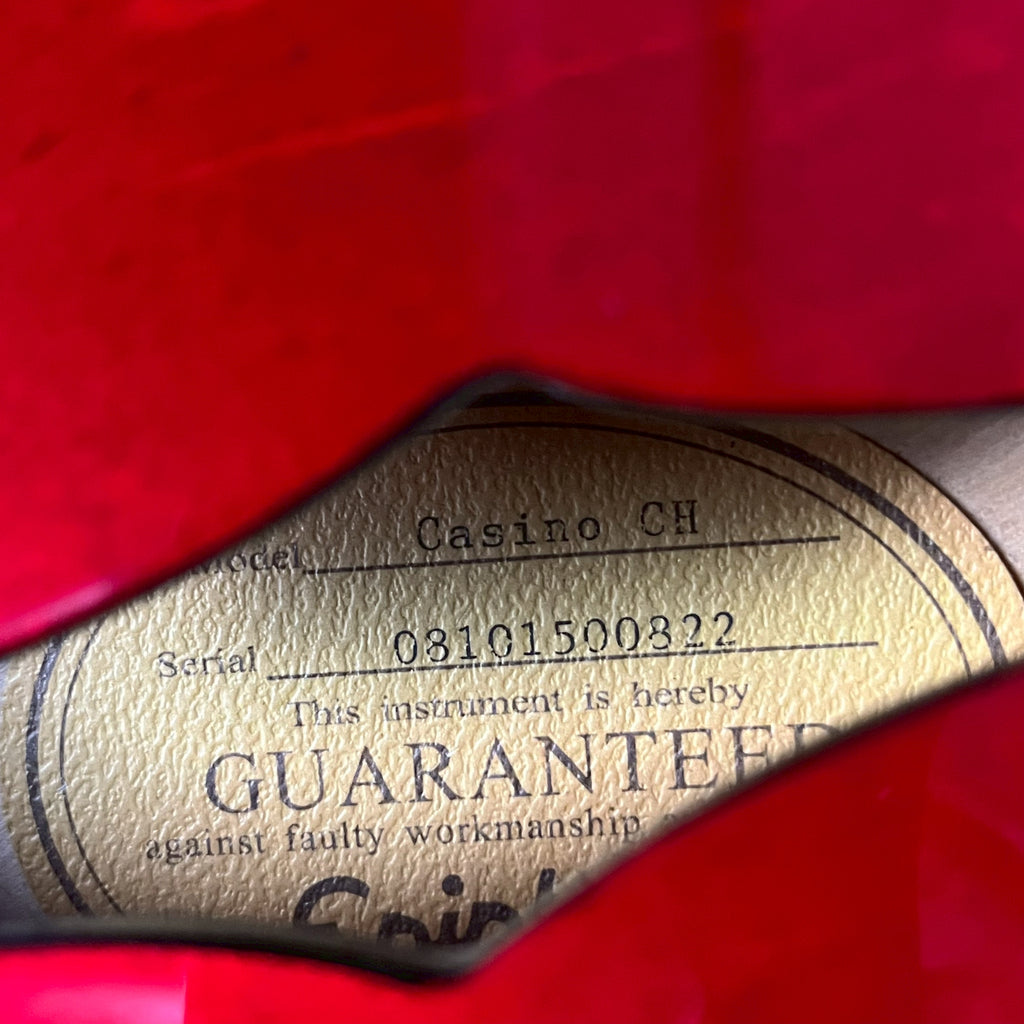 Model Casino CH
Serial 08101500822
This instrument is hereby
GUARANTEED
against faulty workmanship